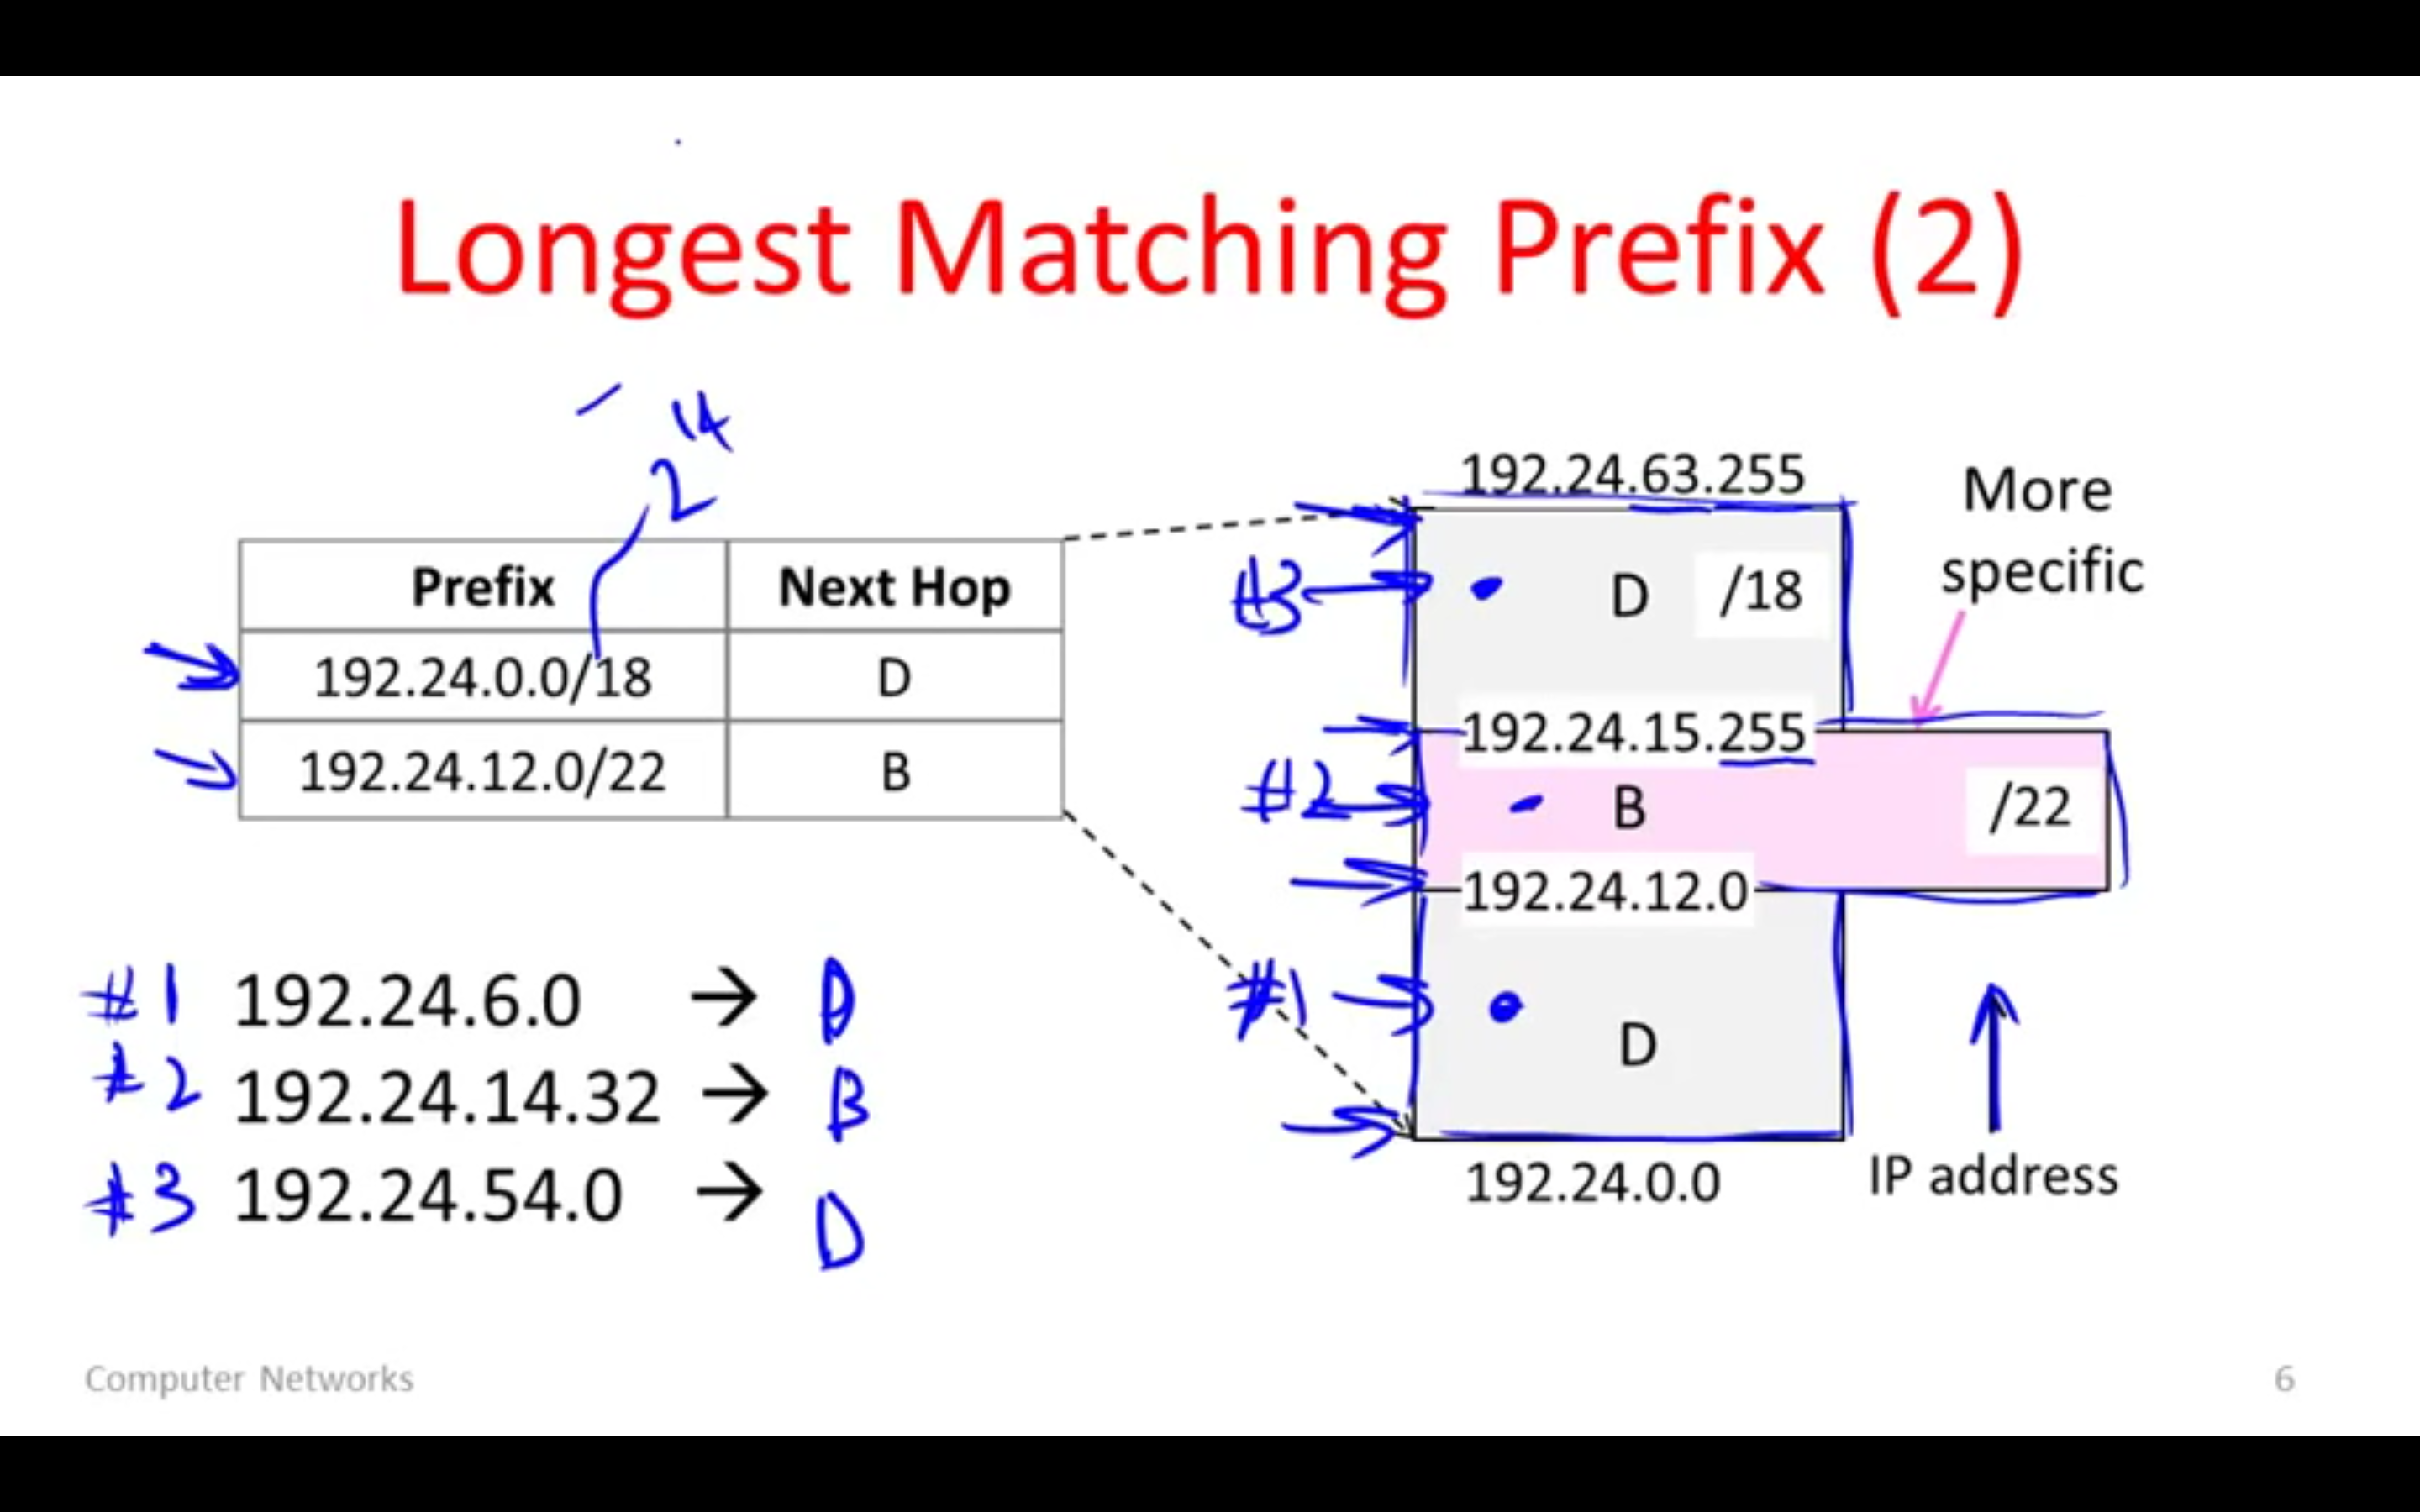 Longest Matching Prefix (2)
2^14
Prefix Next Hop
192.24.0.0/18 D
192.24.12.0/22 B
#1 192.24.6.0 → D
#2 192.24.14.32 → B
#3 192.24.54.0 → D
192.24.63.255
More
specific
#3 D /18
192.24.15.255
#2 B /22
192.24.12.0
#1 D
192.24.0.0
IP address
Computer Networks
6